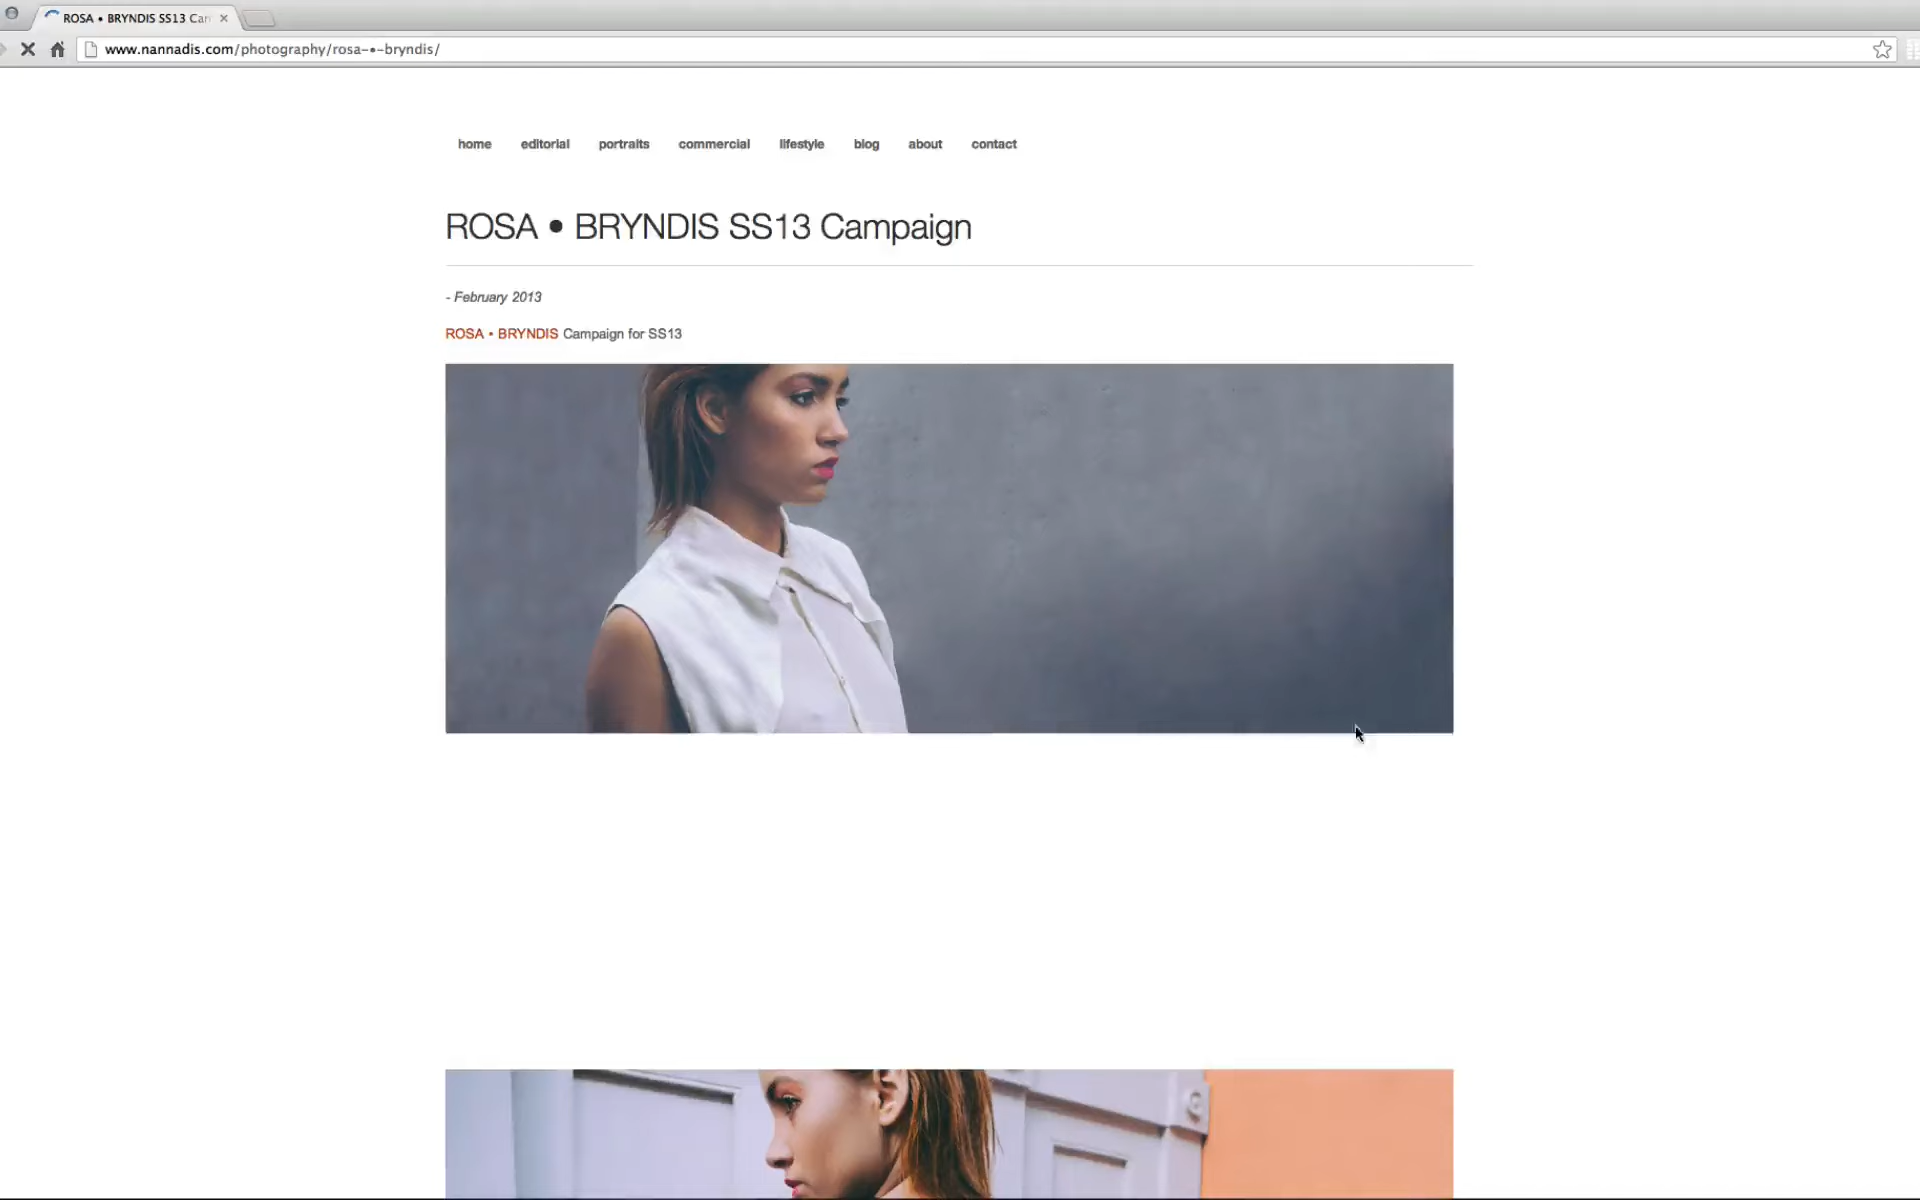 ROSA • BRYNDIS SS13 Car
www.nannadis.com/photography/rosa-•-bryndis/
home editorial portraits commercial lifestyle blog about contact
ROSA • BRYNDIS SS13 Campaign
- February 2013
ROSA • BRYNDIS Campaign for SS13